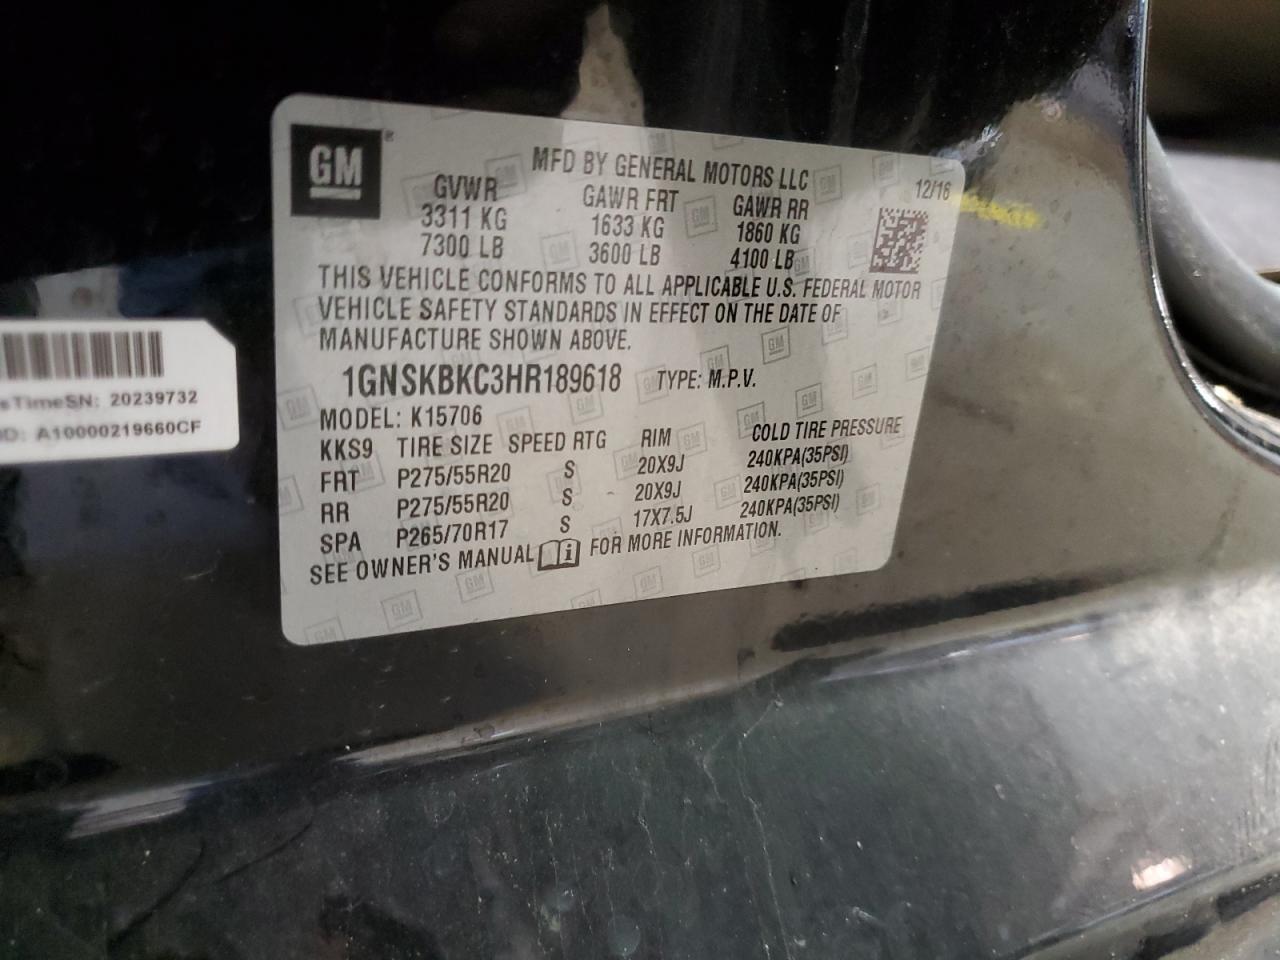 GM
MFD BY GENERAL MOTORS LLC
12/16
GVWR GAWR FRT GAWR RR
3311 KG 1633 KG 1860 KG
7300 LB 3600 LB 4100 LB
THIS VEHICLE CONFORMS TO ALL APPLICABLE U.S. FEDERAL MOTOR
VEHICLE SAFETY STANDARDS IN EFFECT ON THE DATE OF
MANUFACTURE SHOWN ABOVE.
1GNSKBKC3HR189618 TYPE: M.P.V.
MODEL: K15706
KKS9 TIRE SIZE SPEED RTG RIM COLD TIRE PRESSURE
FRT P275/55R20 S 20X9J 240KPA(35PSI)
RR P275/55R20 S 20X9J 240KPA(35PSI)
SPA P265/70R17 S 17X7.5J 240KPA(35PSI)
SEE OWNER'S MANUAL FOR MORE INFORMATION.
sTimeSN: 20239732
D: A10000219660CF